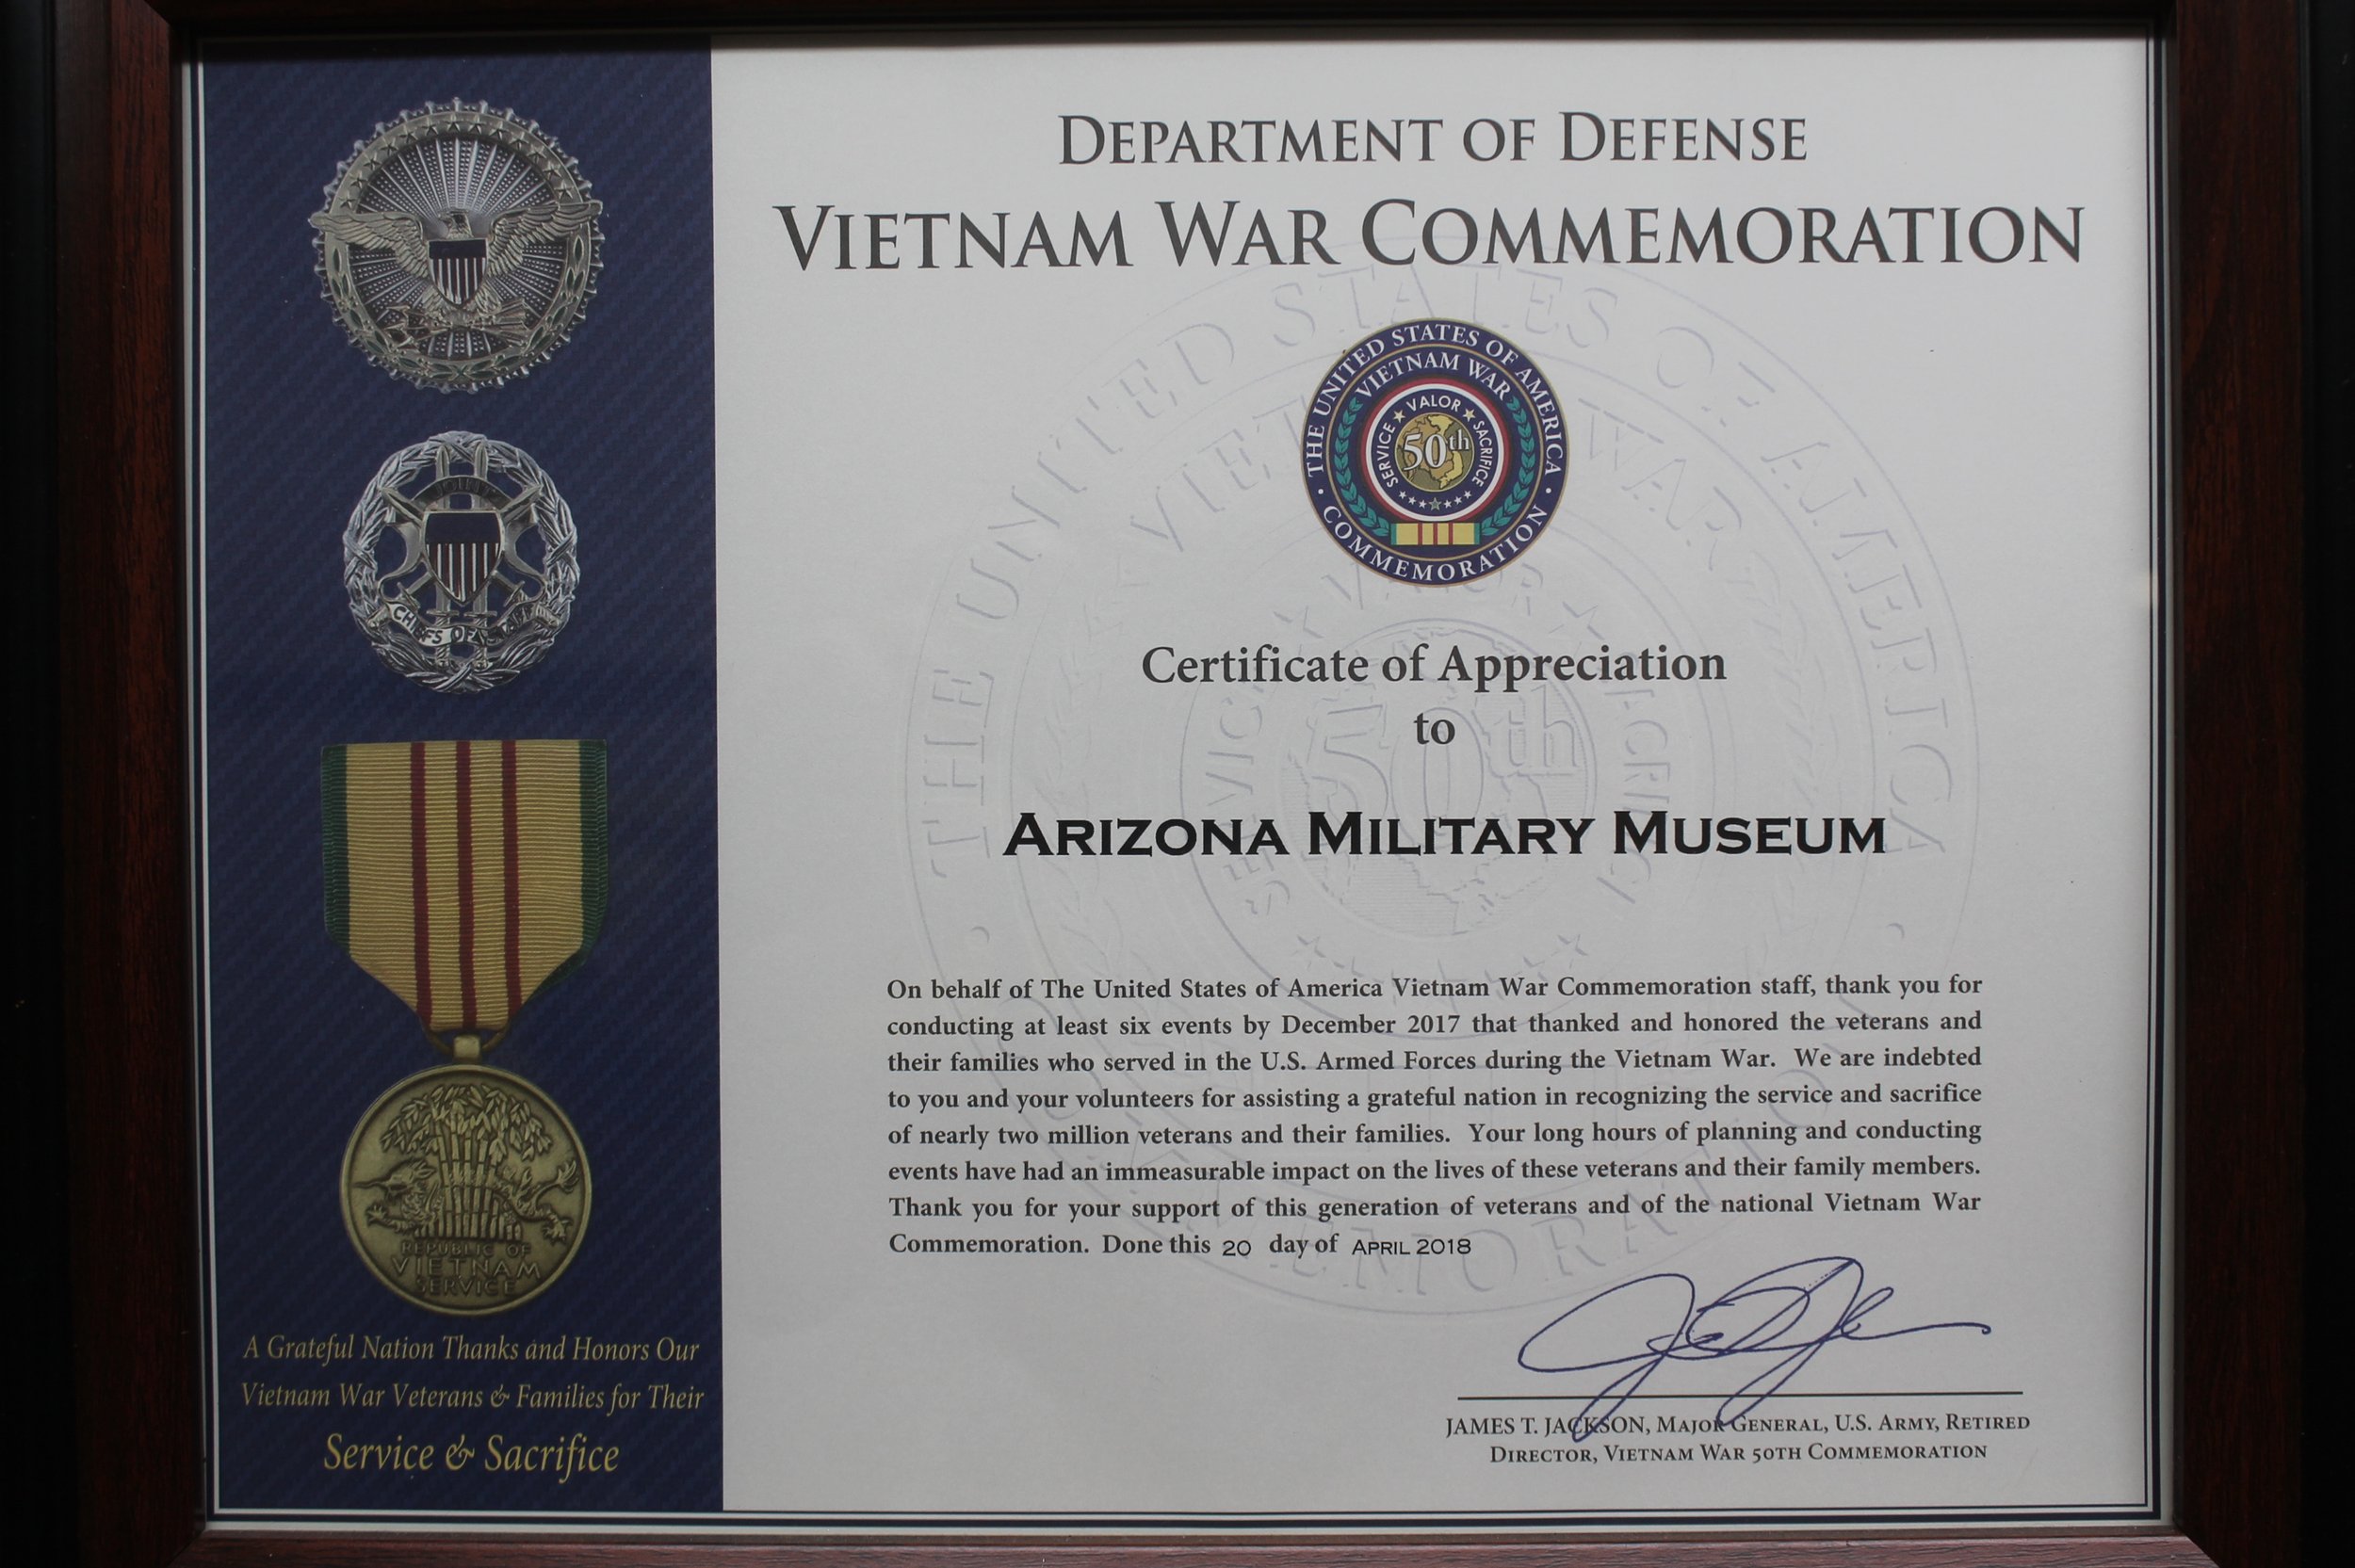 DEPARTMENT OF DEFENSE
VIETNAM WAR COMMEMORATION
THE UNITED STATES OF AMERICA
VIETNAM WAR
VALOR
SERVICE
SACRIFICE
50th
COMMEMORATION
Certificate of Appreciation
to
ARIZONA MILITARY MUSEUM
On behalf of The United States of America Vietnam War Commemoration staff, thank you for
conducting at least six events by December 2017 that thanked and honored the veterans and
their families who served in the U.S. Armed Forces during the Vietnam War. We are indebted
to you and your volunteers for assisting a grateful nation in recognizing the service and sacrifice
of nearly two million veterans and their families. Your long hours of planning and conducting
events have had an immeasurable impact on the lives of these veterans and their family members.
Thank you for your support of this generation of veterans and of the national Vietnam War
Commemoration. Done this 20 day of APRIL 2018
JAMES T. JACKSON, MAJOR GENERAL, U.S. ARMY, RETIRED
DIRECTOR, VIETNAM WAR 50TH COMMEMORATION
JOINT
CHIEFS OF STAFF
REPUBLIC OF
VIETNAM
SERVICE
A Grateful Nation Thanks and Honors Our
Vietnam War Veterans & Families for Their
Service & Sacrifice